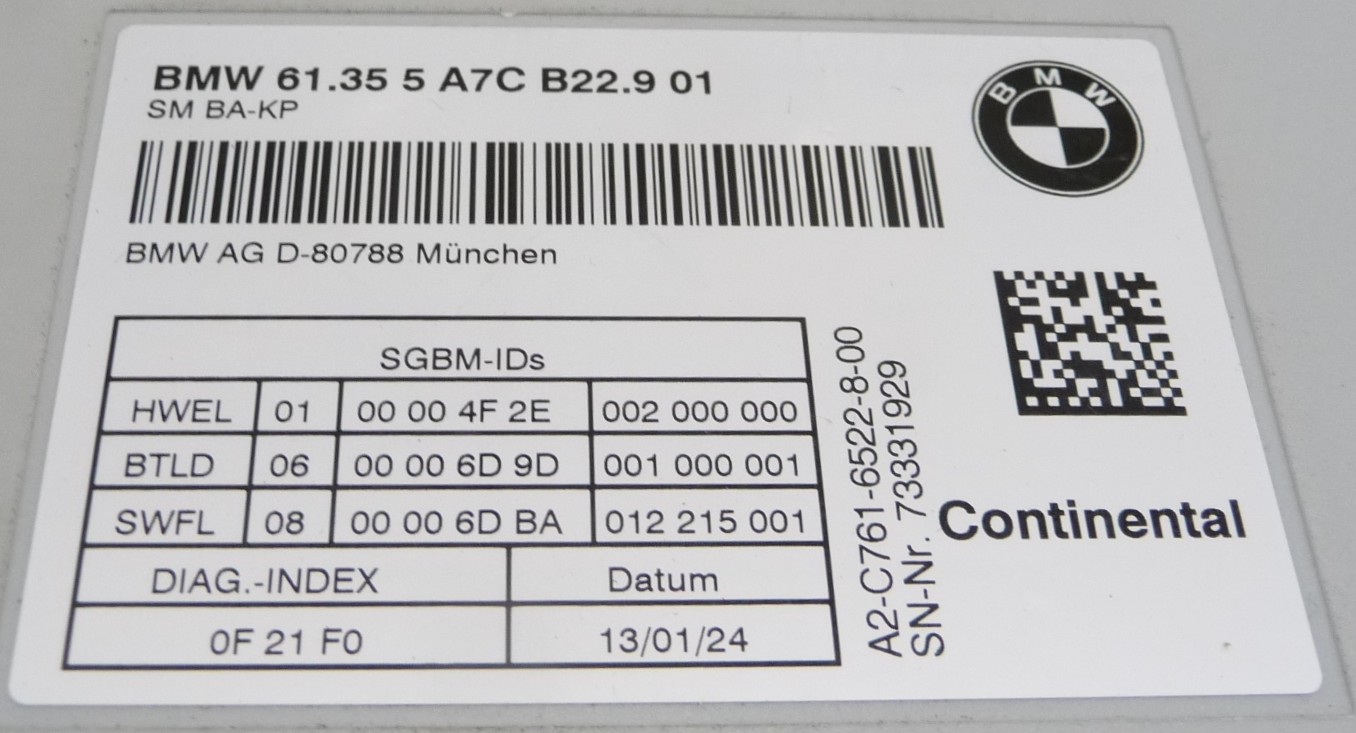 BMW 61.35 5 A7C B22.9 01
SM BA-KP
BMW
BMW AG D-80788 München
SGBM-IDs
HWEL 01 00 00 4F 2E 002 000 000
BTLD 06 00 00 6D 9D 001 000 001
SWFL 08 00 00 6D BA 012 215 001
DIAG.-INDEX Datum
0F 21 F0 13/01/24
A2-C761-6522-8-00
SN-Nr. 73331929
Continental